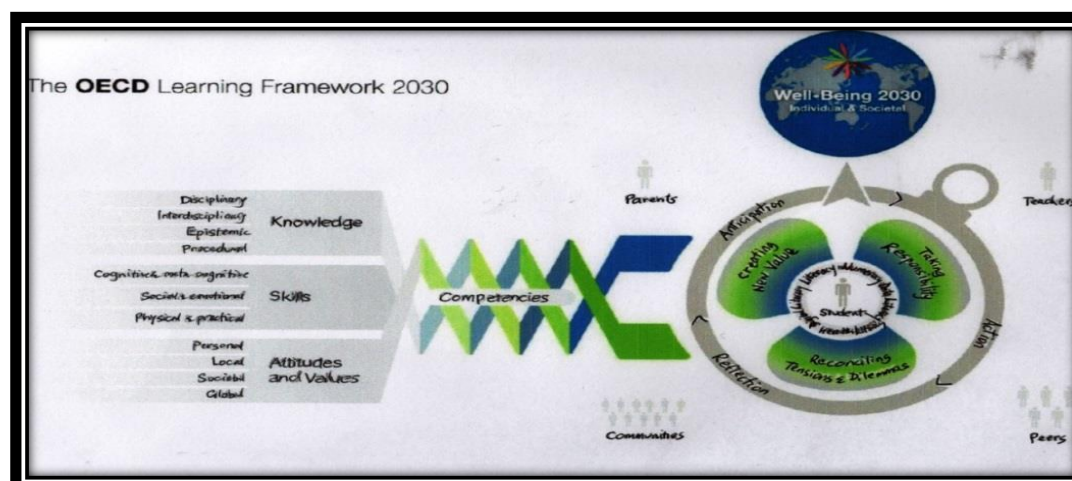 The OECD Learning Framework 2030
Well-Being 2030
Individual & Societal
Parents
Teachers
Disciplinary
Interdisciplinary
Epistemic
Procedural
Knowledge
Cognitive & meta cognitive
Social & emotional
Physical & practical
Skills
Personal
Local
Societal
Global
Attitudes
and Values
Competencies
Anticipation
Action
Reflection
Creating
New Value
Taking
Responsibility
Reconciling
Tensions & Dilemmas
Student
Literacy
Communities
Peers